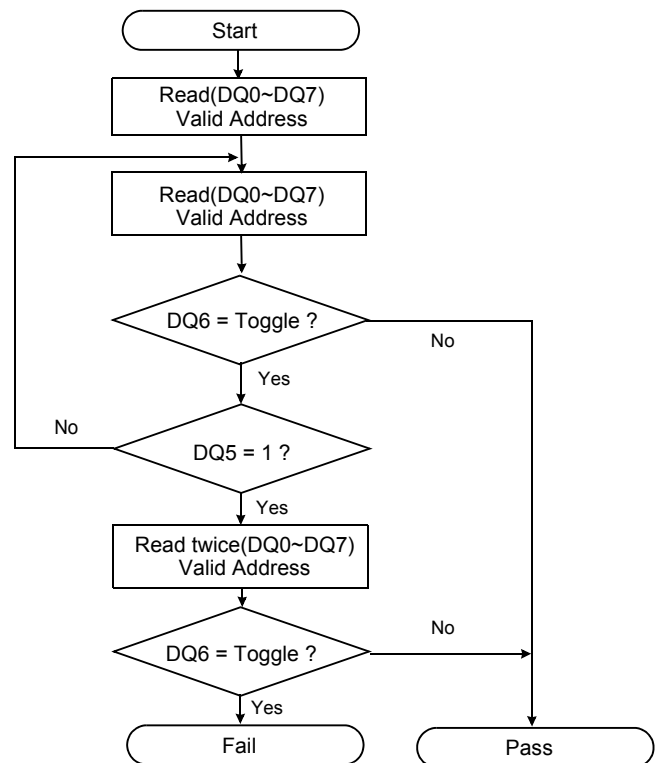 Start
Read(DQ0~DQ7)
Valid Address
Read(DQ0~DQ7)
Valid Address
DQ6 = Toggle ?
No
Yes
No
DQ5 = 1 ?
Yes
Read twice(DQ0~DQ7)
Valid Address
No
DQ6 = Toggle ?
Yes
Fail
Pass